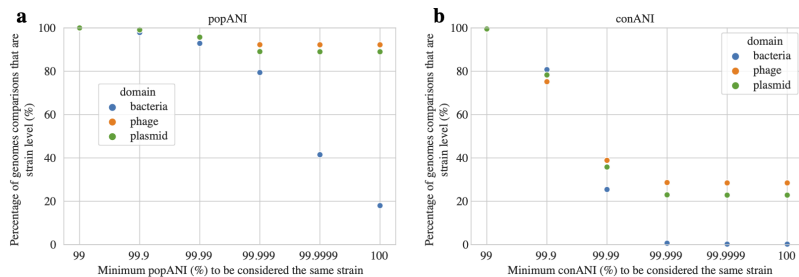 a
popANI
Percentage of genomes comparisons that are
strain level (%)
100
80
60
40
20
0
domain
bacteria
phage
plasmid
99
99.9
99.99
99.999
99.9999
100
Minimum popANI (%) to be considered the same strain
b
conANI
Percentage of genomes comparisons that are
strain level (%)
100
80
60
40
20
0
domain
bacteria
phage
plasmid
99
99.9
99.99
99.999
99.9999
100
Minimum conANI (%) to be considered the same strain